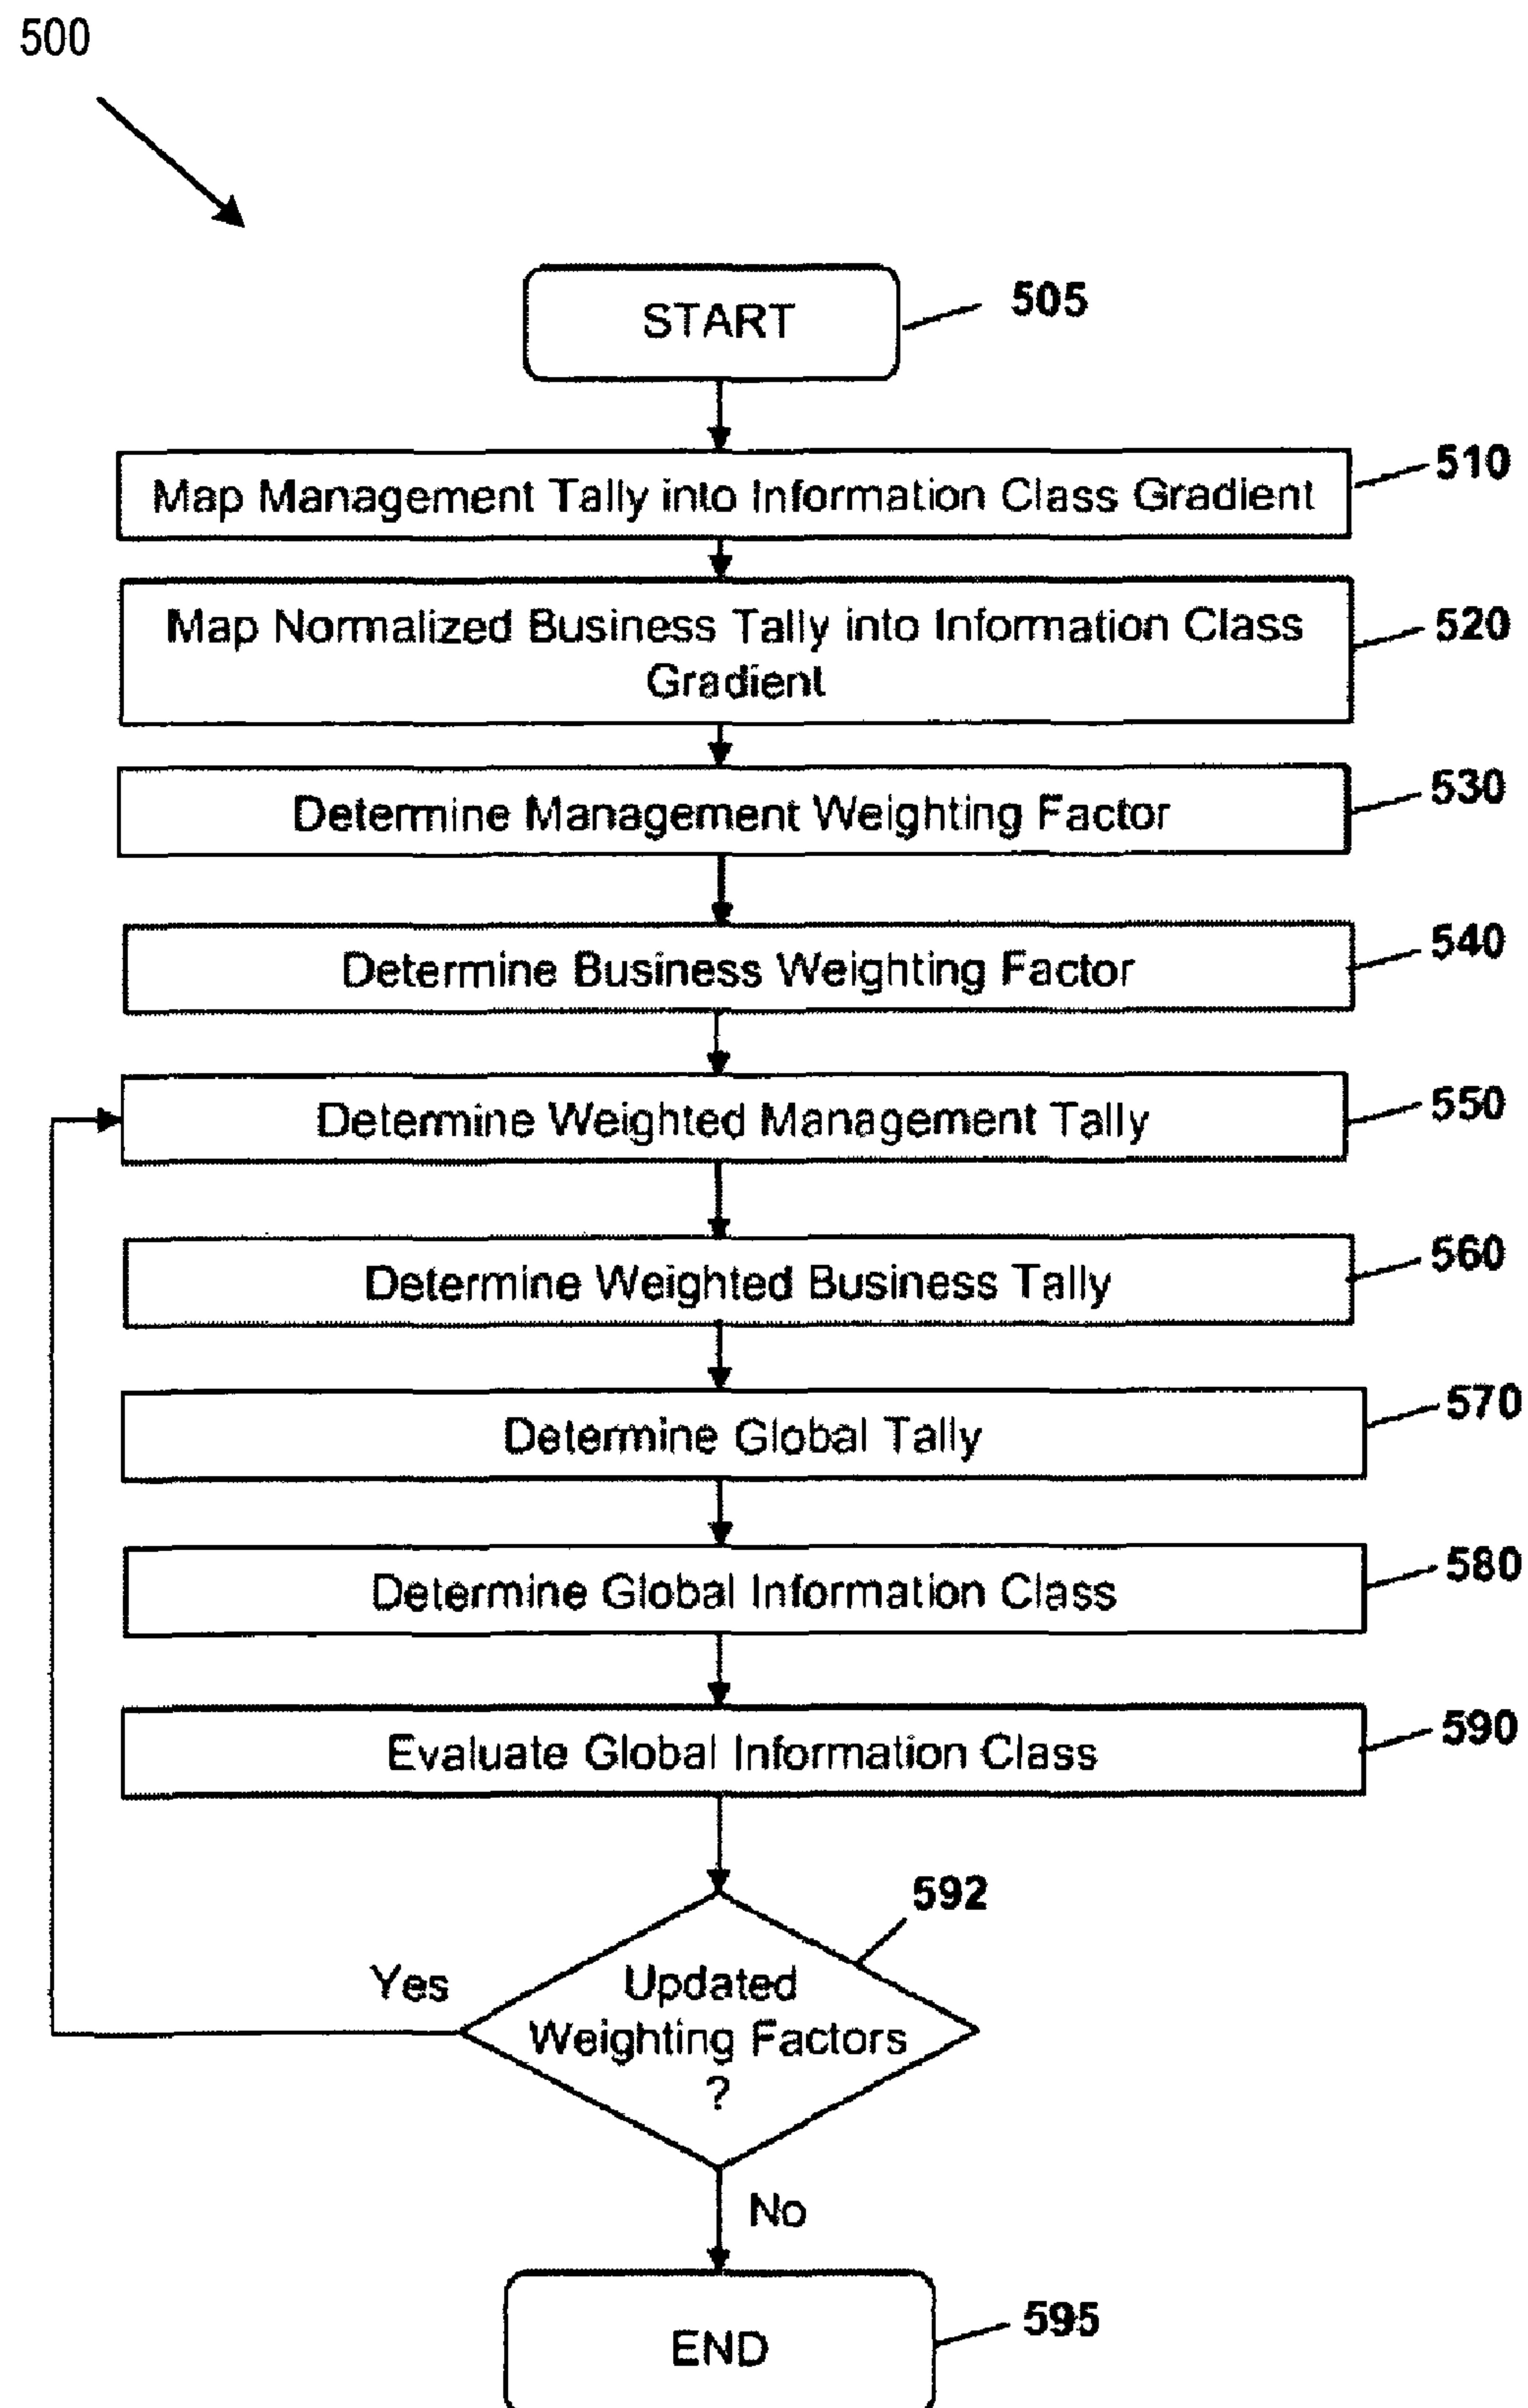 500
START
505
Map Management Tally into Information Class Gradient
510
Map Normalized Business Tally into Information Class
Gradient
520
Determine Management Weighting Factor
530
Determine Business Weighting Factor
540
Determine Weighted Management Tally
550
Determine Weighted Business Tally
560
Determine Global Tally
570
Determine Global Information Class
580
Evaluate Global Information Class
590
592
Yes
Updated
Weighting Factors
?
No
END
595